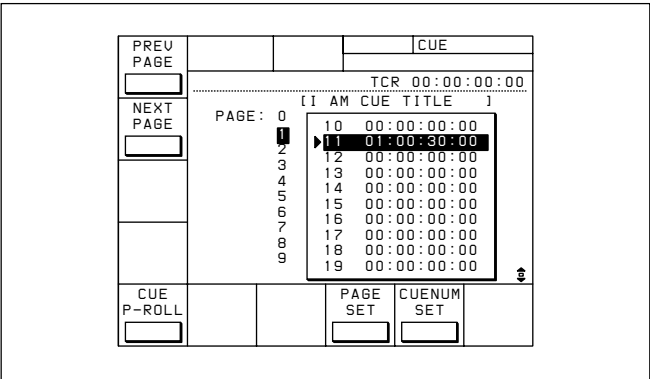 CUE
PREV
PAGE
TCR 00:00:00:00
[I AM CUE TITLE ]
NEXT
PAGE
PAGE: 0
1
2
3
4
5
6
7
8
9
10 00:00:00:00
11 01:00:30:00
12 00:00:00:00
13 00:00:00:00
14 00:00:00:00
15 00:00:00:00
16 00:00:00:00
17 00:00:00:00
18 00:00:00:00
19 00:00:00:00
CUE
P-ROLL
PAGE
SET
CUENUM
SET